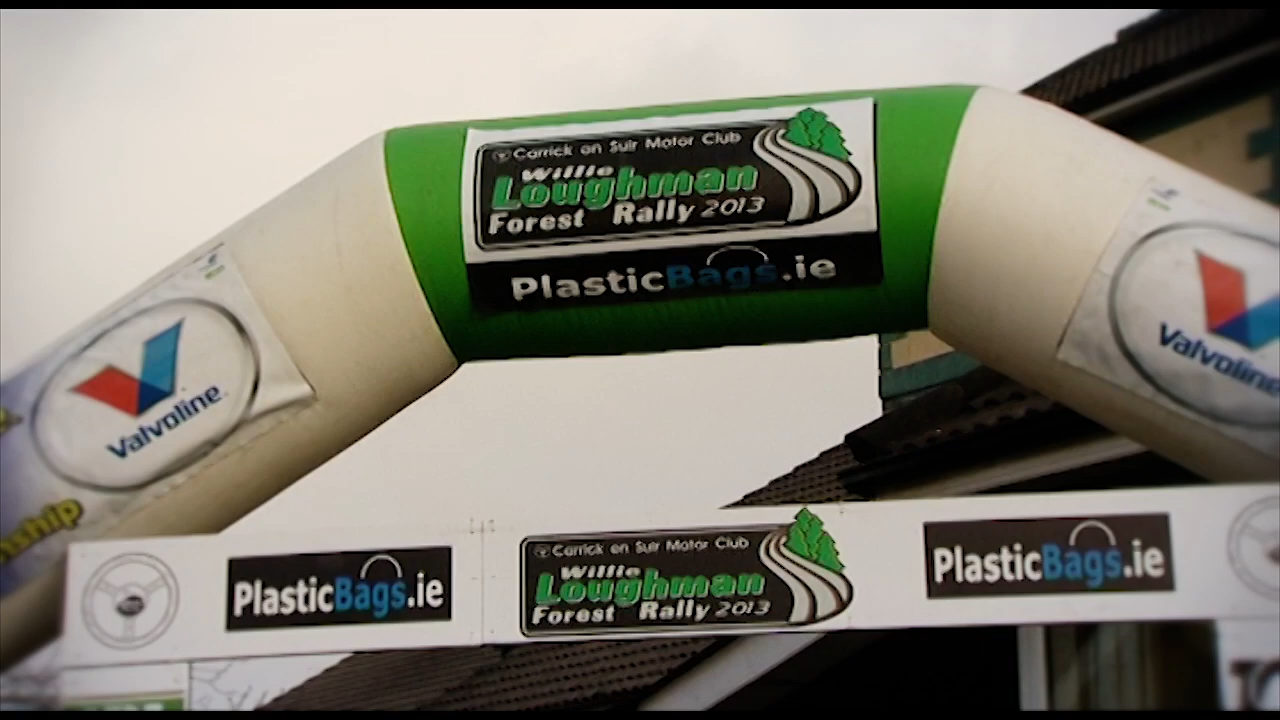 Carrick on Suir Motor Club
Willie
Loughman
Forest Rally 2013
PlasticBags.ie
Valvoline
Valvoline
nship
PlasticBags.ie
Carrick on Suir Motor Club
Willie
Loughman
Forest Rally 2013
PlasticBags.ie